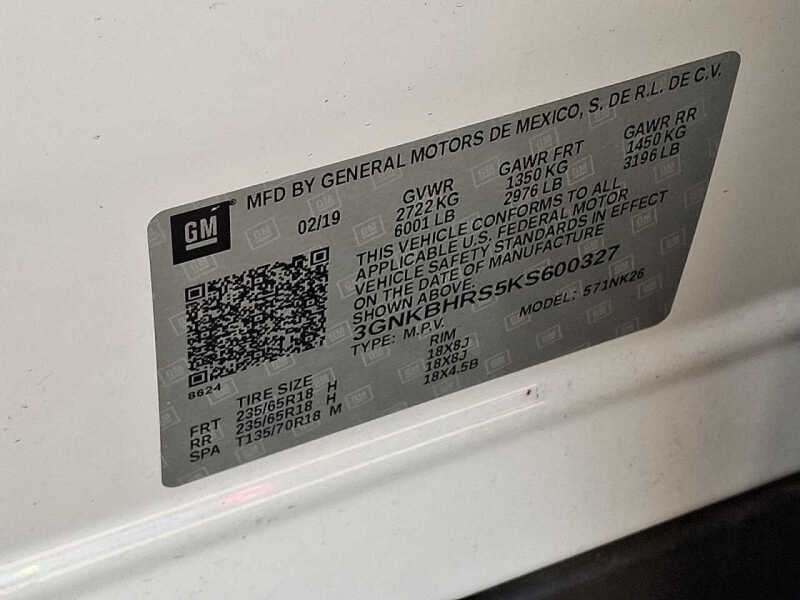 GM
MFD BY GENERAL MOTORS DE MEXICO, S. DE R.L. DE C.V.
02/19
GVWR GAWR FRT GAWR RR
2722 KG 1350 KG 1450 KG
6001 LB 2976 LB 3196 LB
THIS VEHICLE CONFORMS TO ALL
APPLICABLE U.S. FEDERAL MOTOR
VEHICLE SAFETY STANDARDS IN EFFECT
ON THE DATE OF MANUFACTURE
SHOWN ABOVE.
3GNKBHRS5KS600327
TYPE: M.P.V. MODEL: 571NK26
8624
TIRE SIZE RIM
FRT 235/65R18 H 18X8J
RR 235/65R18 H 18X8J
SPA T135/70R18 M 18X4.5B